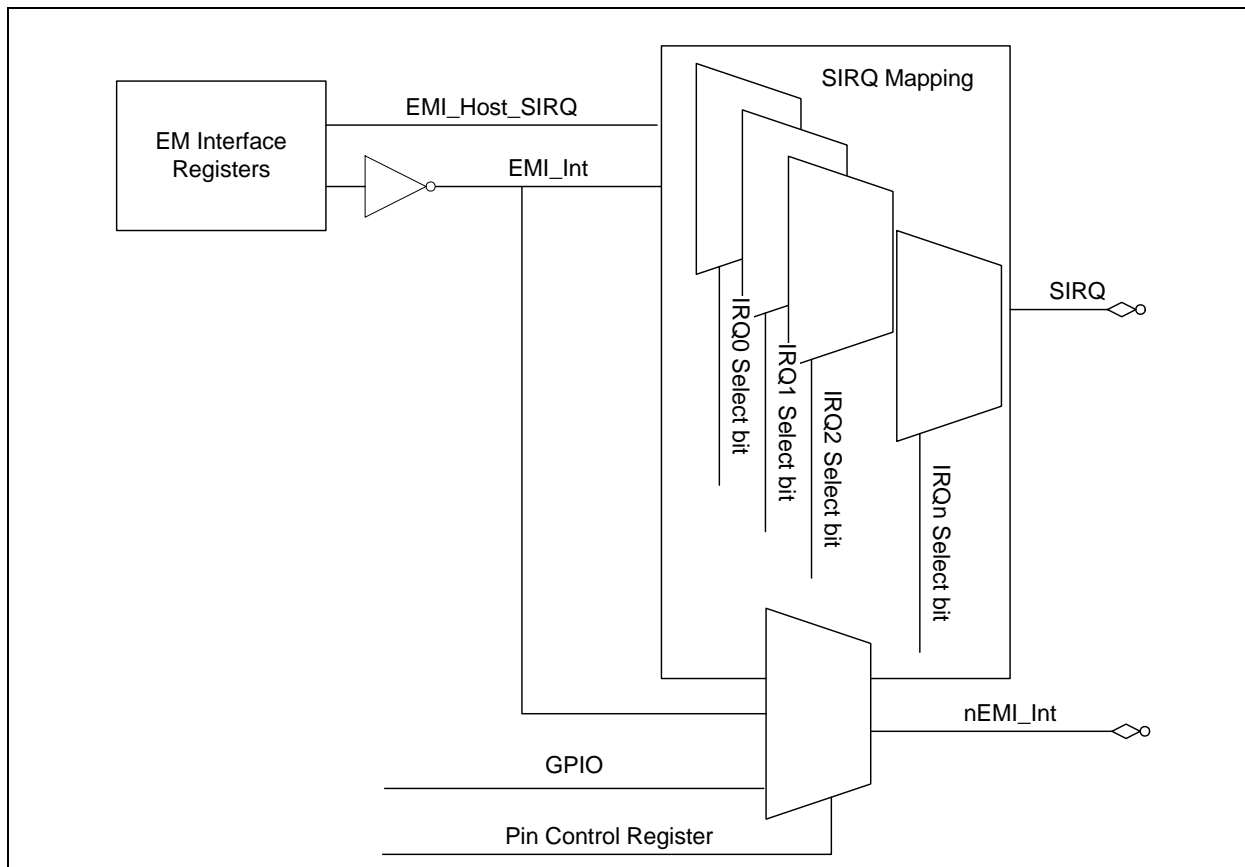 SIRQ Mapping
EMI_Host_SIRQ
EM Interface
Registers
EMI_Int
SIRQ
IRQ0 Select bit
IRQ1 Select bit
IRQ2 Select bit
IRQn Select bit
nEMI_Int
GPIO
Pin Control Register